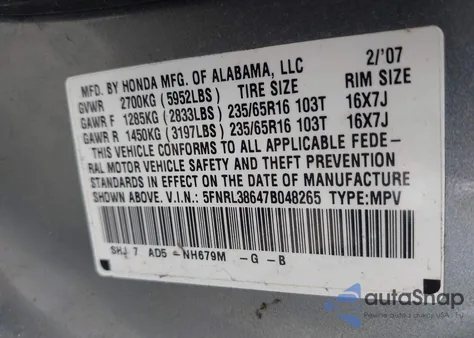 MFD. BY HONDA MFG. OF ALABAMA, LLC 2/'07
GVWR 2700KG (5952LBS) TIRE SIZE RIM SIZE
GAWR F 1285KG (2833LBS) 235/65R16 103T 16X7J
GAWR R 1450KG (3197LBS) 235/65R16 103T 16X7J
THIS VEHICLE CONFORMS TO ALL APPLICABLE FEDE-
RAL MOTOR VEHICLE SAFETY AND THEFT PREVENTION
STANDARDS IN EFFECT ON THE DATE OF MANUFACTURE
SHOWN ABOVE. V.I.N.: 5FNRL38647B048265 TYPE:MPV
SHJ 7 AD5 -NH679M -G -B
autoSnap